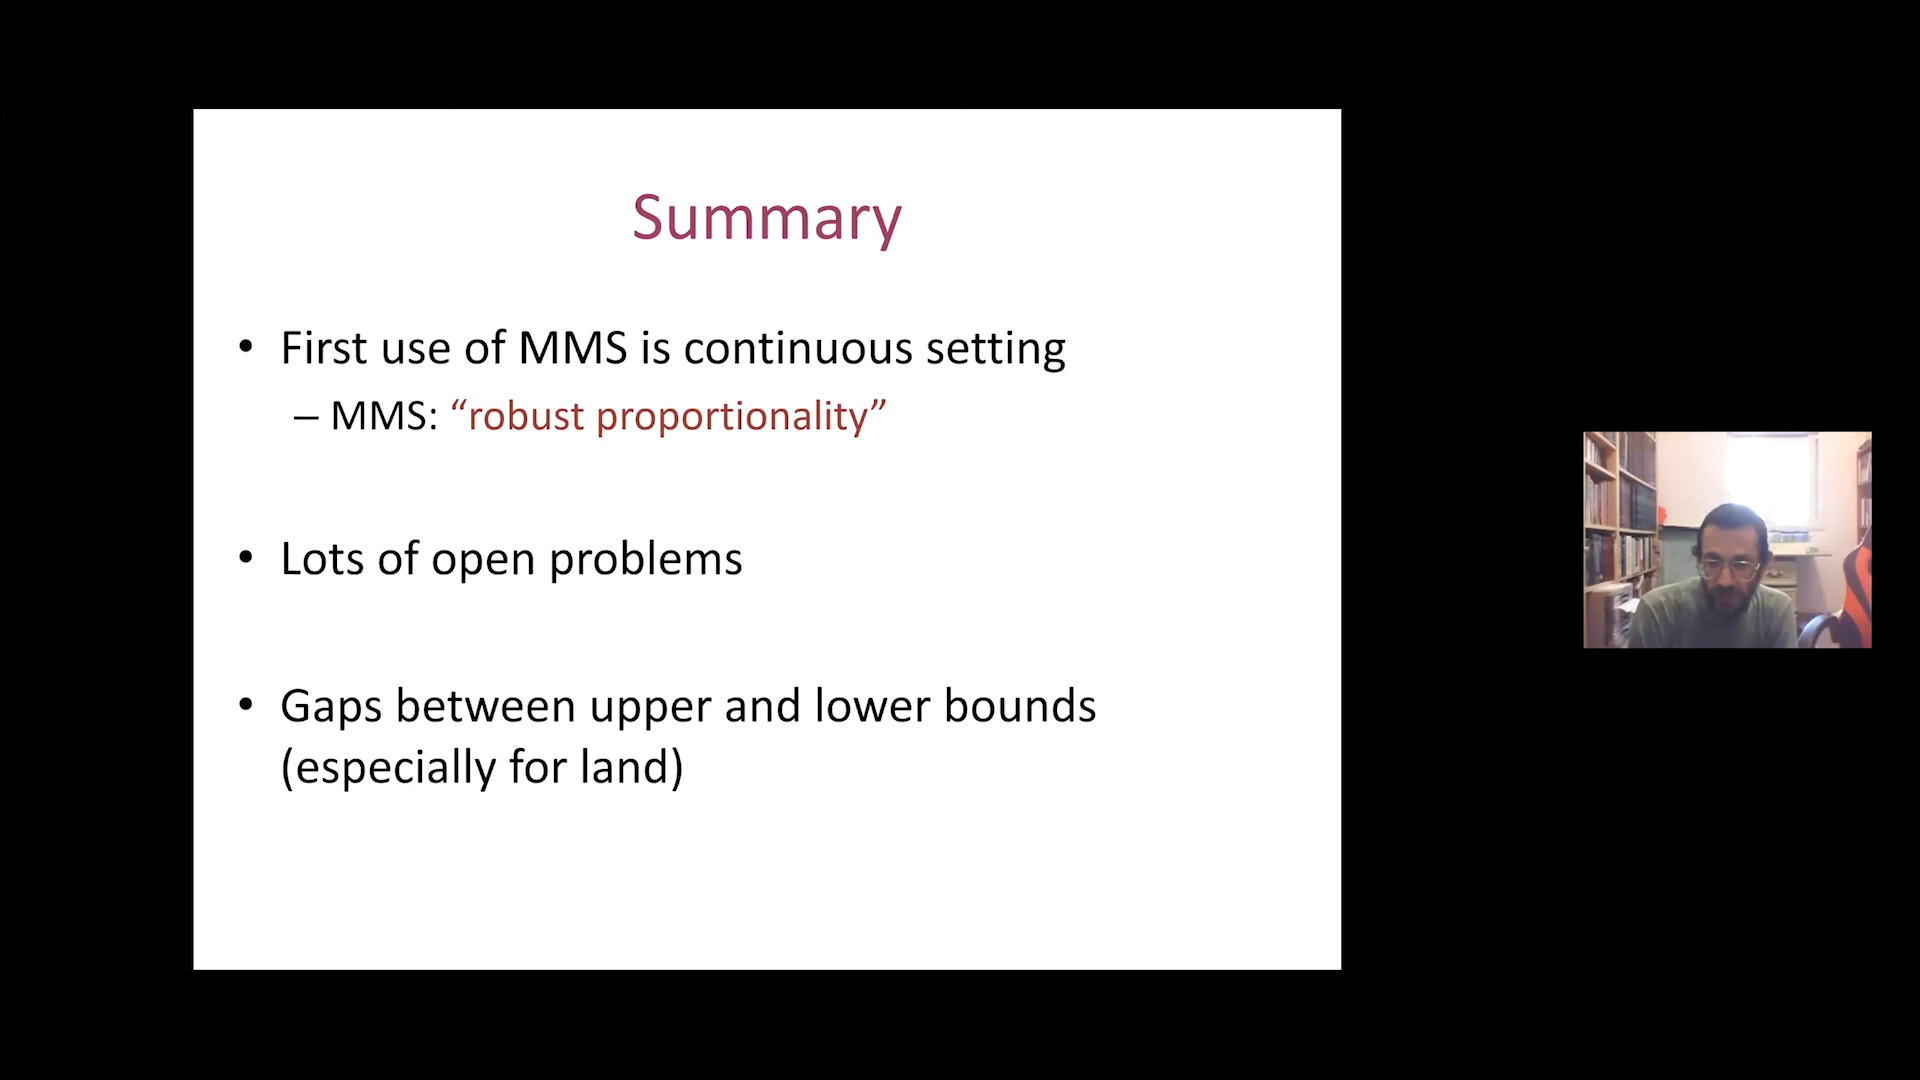 Summary
• First use of MMS is continuous setting
– MMS: “robust proportionality”
• Lots of open problems
• Gaps between upper and lower bounds
(especially for land)